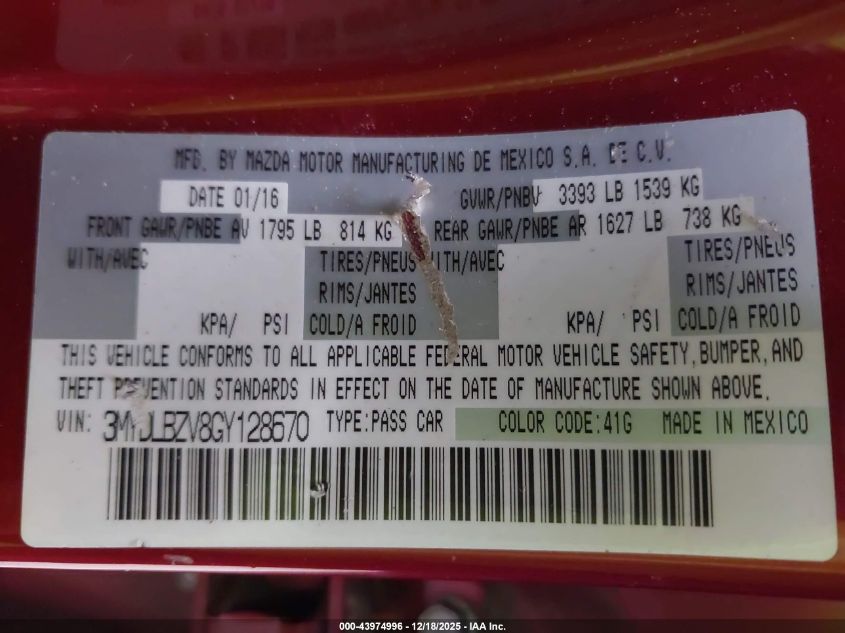 MFG. BY MAZDA MOTOR MANUFACTURING DE MEXICO S.A. DE C.V.
DATE 01/16 GVWR/PNBV 3393 LB 1539 KG
FRONT GAWR/PNBE AV 1795 LB 814 KG REAR GAWR/PNBE AR 1627 LB 738 KG
WITH/AVEC TIRES/PNEUS WITH/AVEC TIRES/PNEUS
RIMS/JANTES RIMS/JANTES
KPA/ PSI COLD/A FROID KPA/ PSI COLD/A FROID
THIS VEHICLE CONFORMS TO ALL APPLICABLE FEDERAL MOTOR VEHICLE SAFETY, BUMPER, AND
THEFT PREVENTION STANDARDS IN EFFECT ON THE DATE OF MANUFACTURE SHOWN ABOVE.
VIN: 3MYDLBZV8GY128670 TYPE:PASS CAR COLOR CODE:41G MADE IN MEXICO
000-43974996 | 12/18/2025 - IAA Inc.